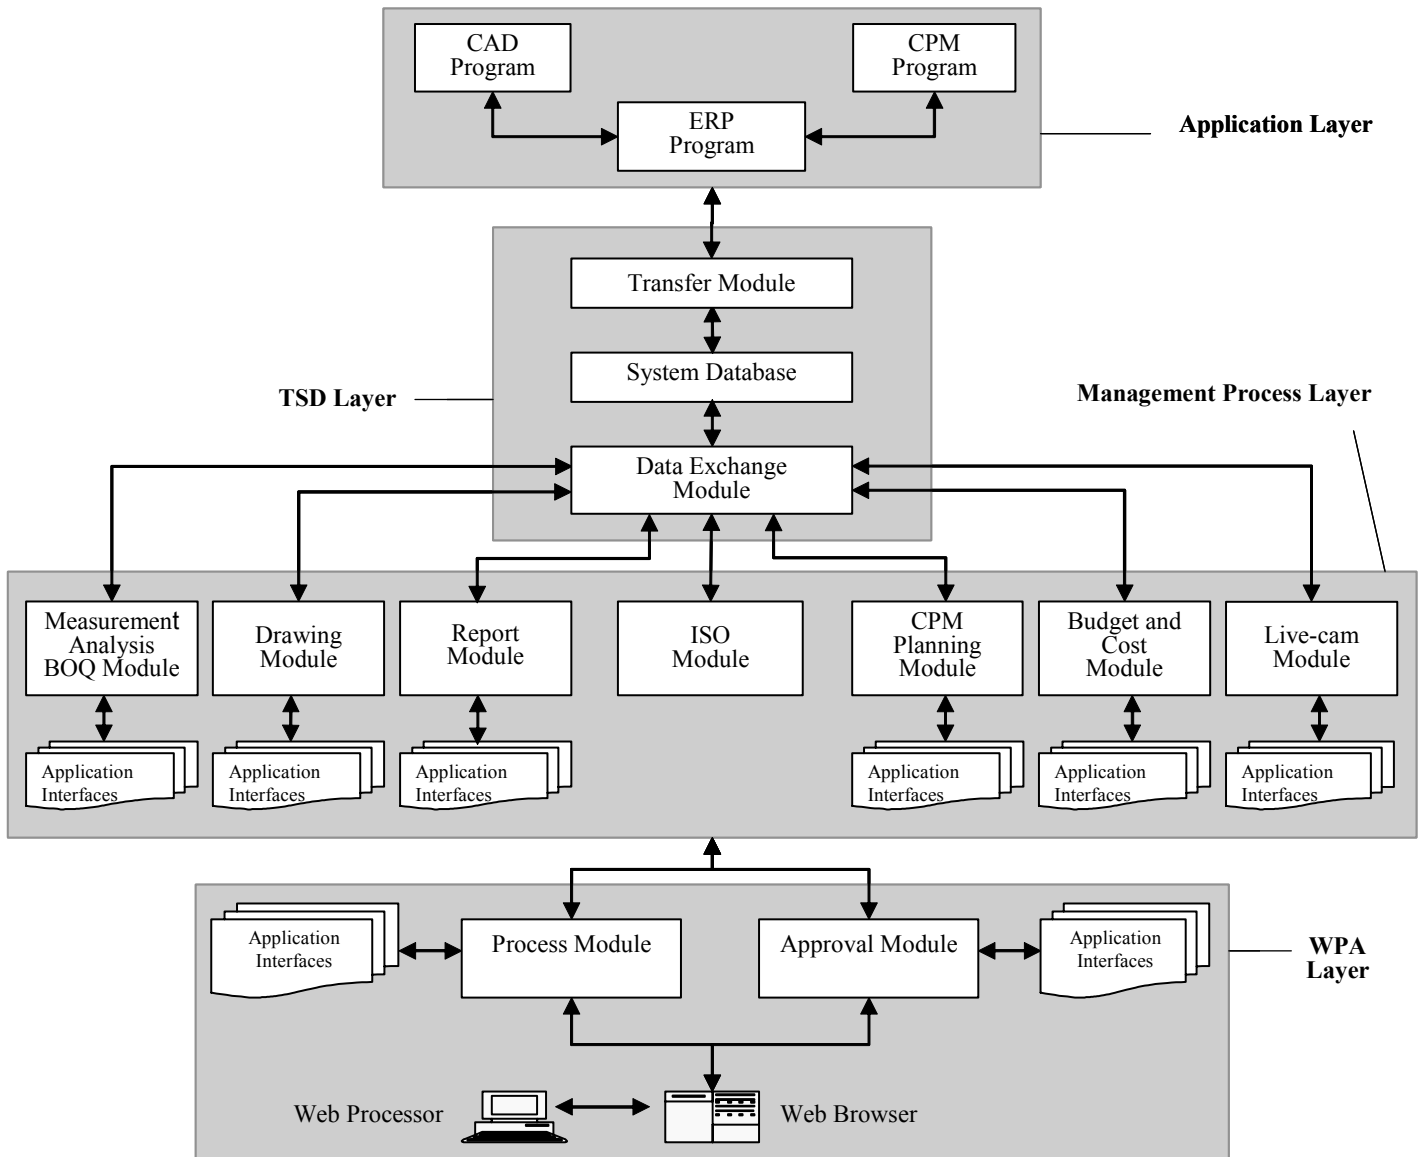 CAD
Program
CPM
Program
ERP
Program
Application Layer
Transfer Module
System Database
TSD Layer
Management Process Layer
Data Exchange
Module
Measurement
Analysis
BOQ Module
Drawing
Module
Report
Module
ISO
Module
CPM
Planning
Module
Budget and
Cost
Module
Live-cam
Module
Application
Interfaces
Application
Interfaces
Application
Interfaces
Application
Interfaces
Application
Interfaces
Application
Interfaces
Application
Interfaces
Process Module
Approval Module
Application
Interfaces
WPA
Layer
Web Processor
Web Browser